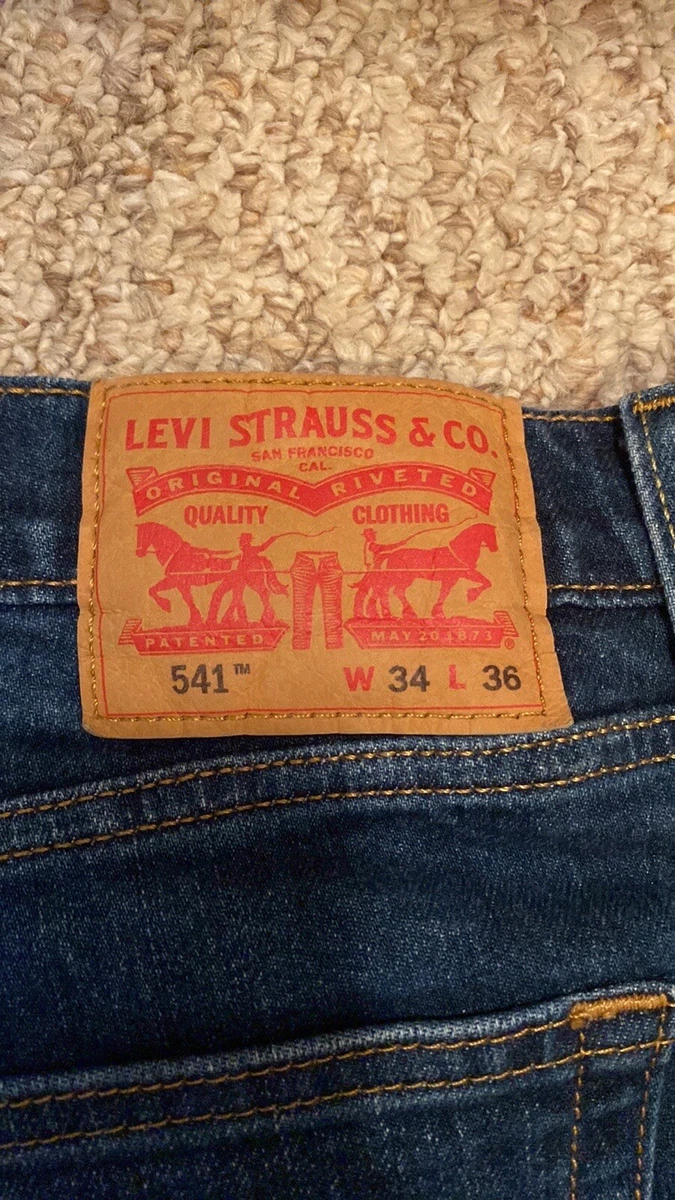 LEVI STRAUSS & CO.
SAN FRANCISCO
CAL.
ORIGINAL RIVETED
QUALITY CLOTHING
PATENTED MAY 20 1873 ®
541™ W 34 L 36